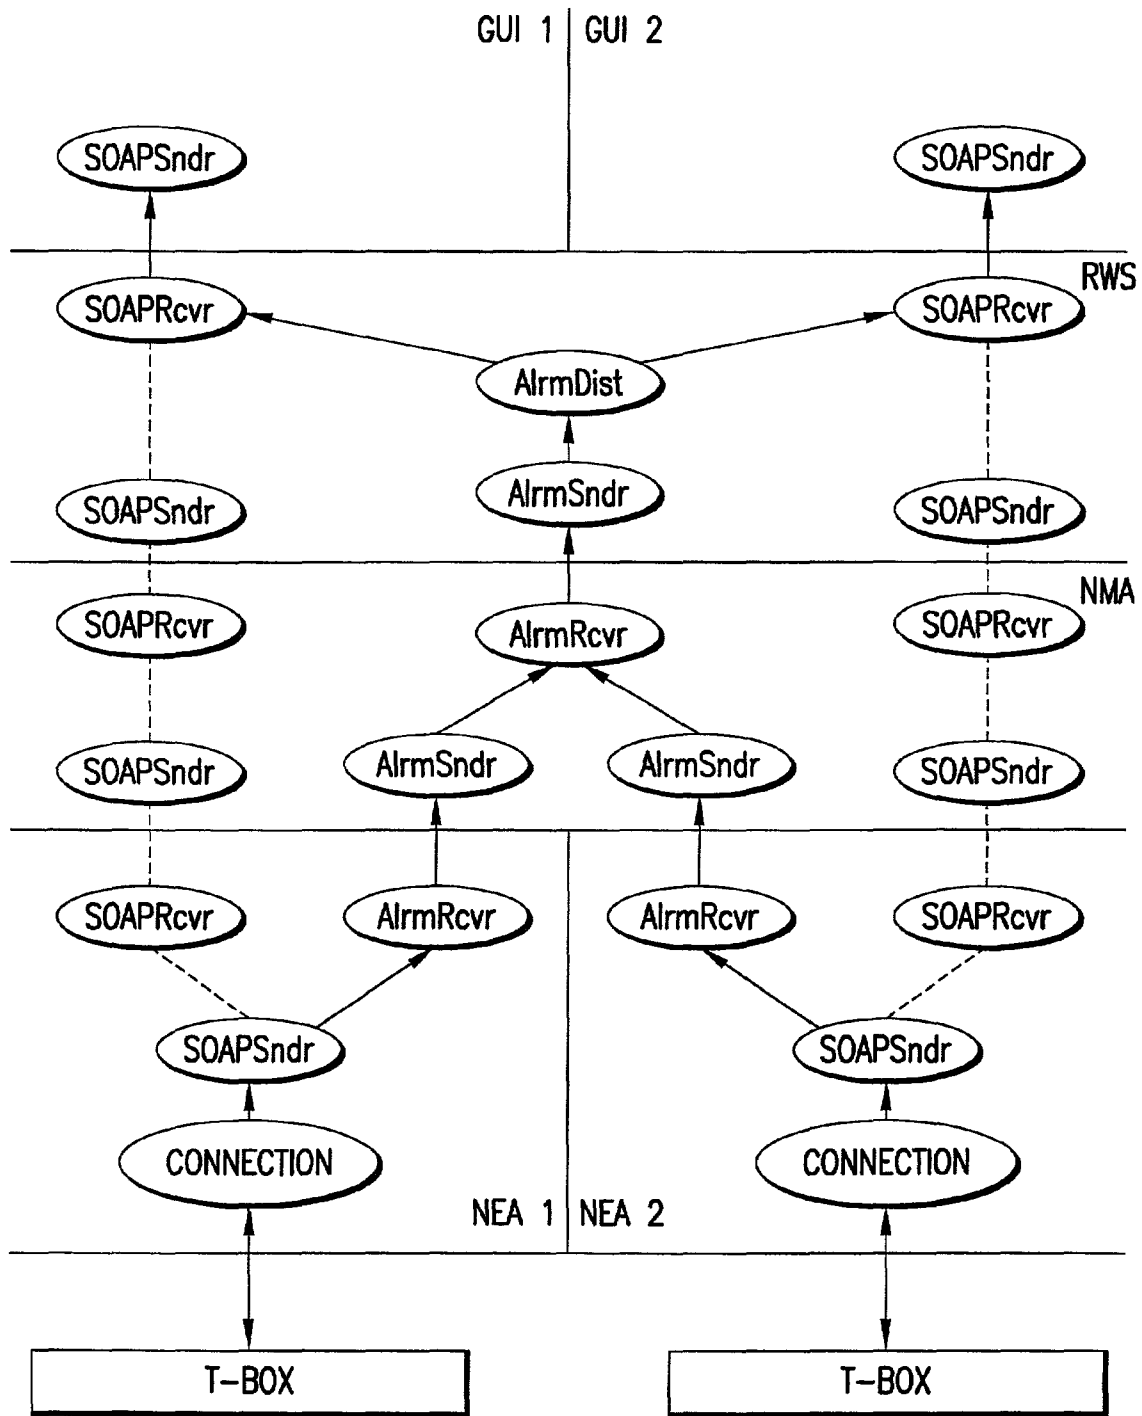 GUI 1 GUI 2
SOAPSndr SOAPSndr
RWS
SOAPRcvr SOAPRcvr
AlrmDist
AlrmSndr
SOAPSndr SOAPSndr
NMA
SOAPRcvr AlrmRcvr SOAPRcvr
SOAPSndr AlrmSndr AlrmSndr SOAPSndr
SOAPRcvr AlrmRcvr AlrmRcvr SOAPRcvr
SOAPSndr SOAPSndr
CONNECTION CONNECTION
NEA 1 NEA 2
T-BOX T-BOX